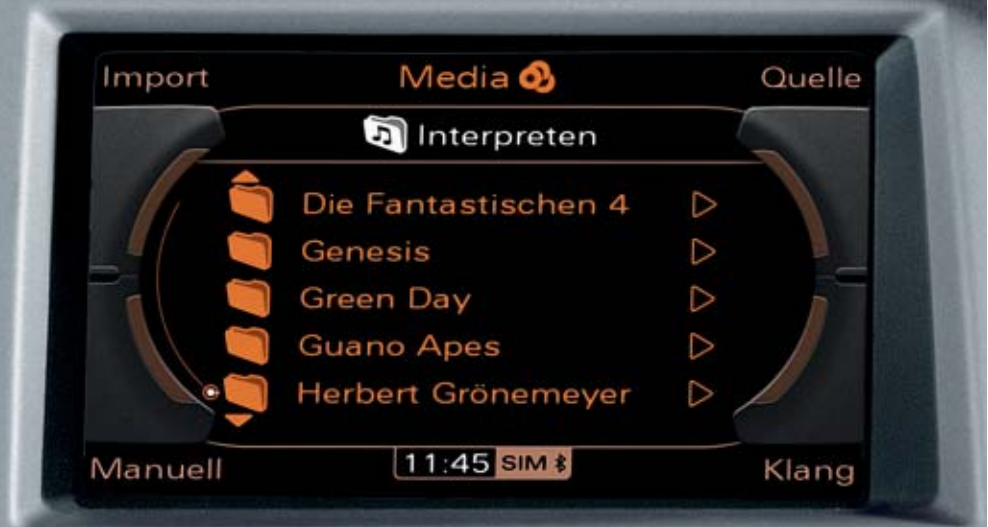 Import Media Quelle
Interpreten
Die Fantastischen 4
Genesis
Green Day
Guano Apes
Herbert Grönemeyer
Manuell 11:45 SIM Klang